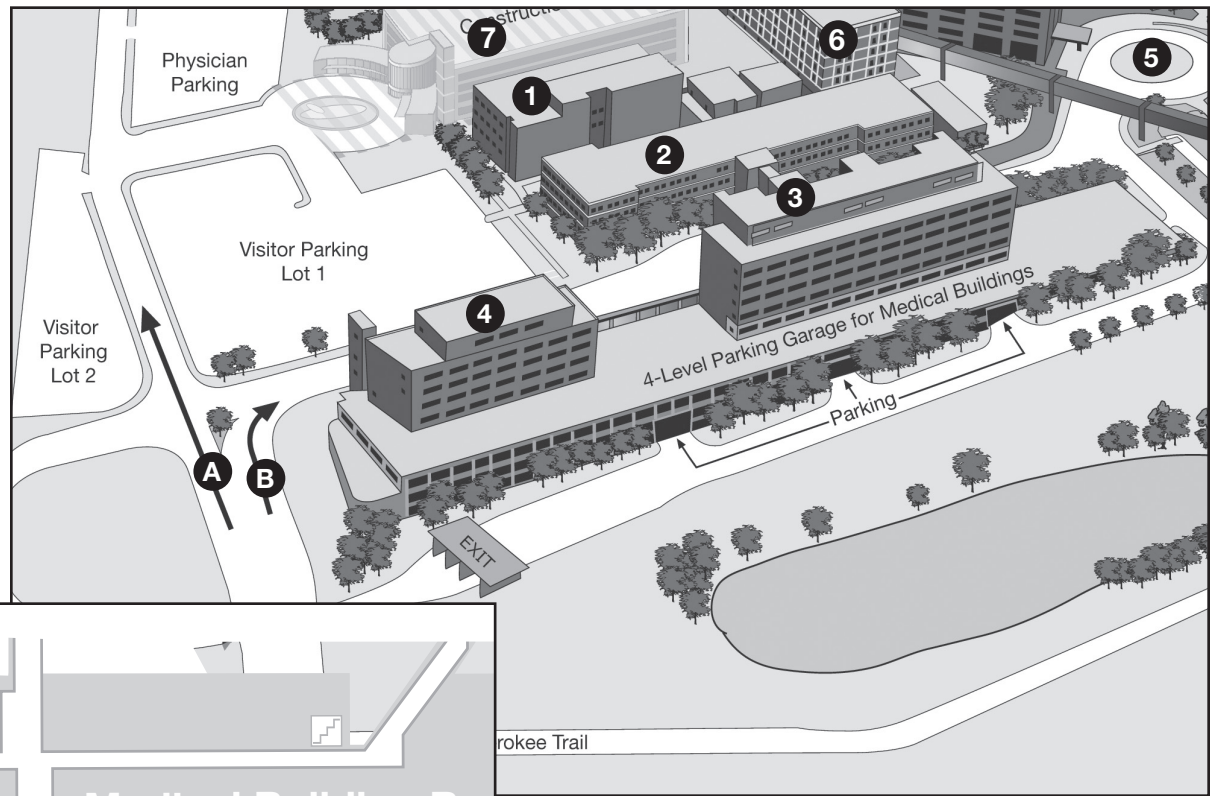 Constructio
7
6
5
Physician
Parking
1
2
3
Visitor Parking
Lot 1
4
4-Level Parking Garage for Medical Buildings
Visitor
Parking
Lot 2
Parking
A
B
EXIT
rokee Trail